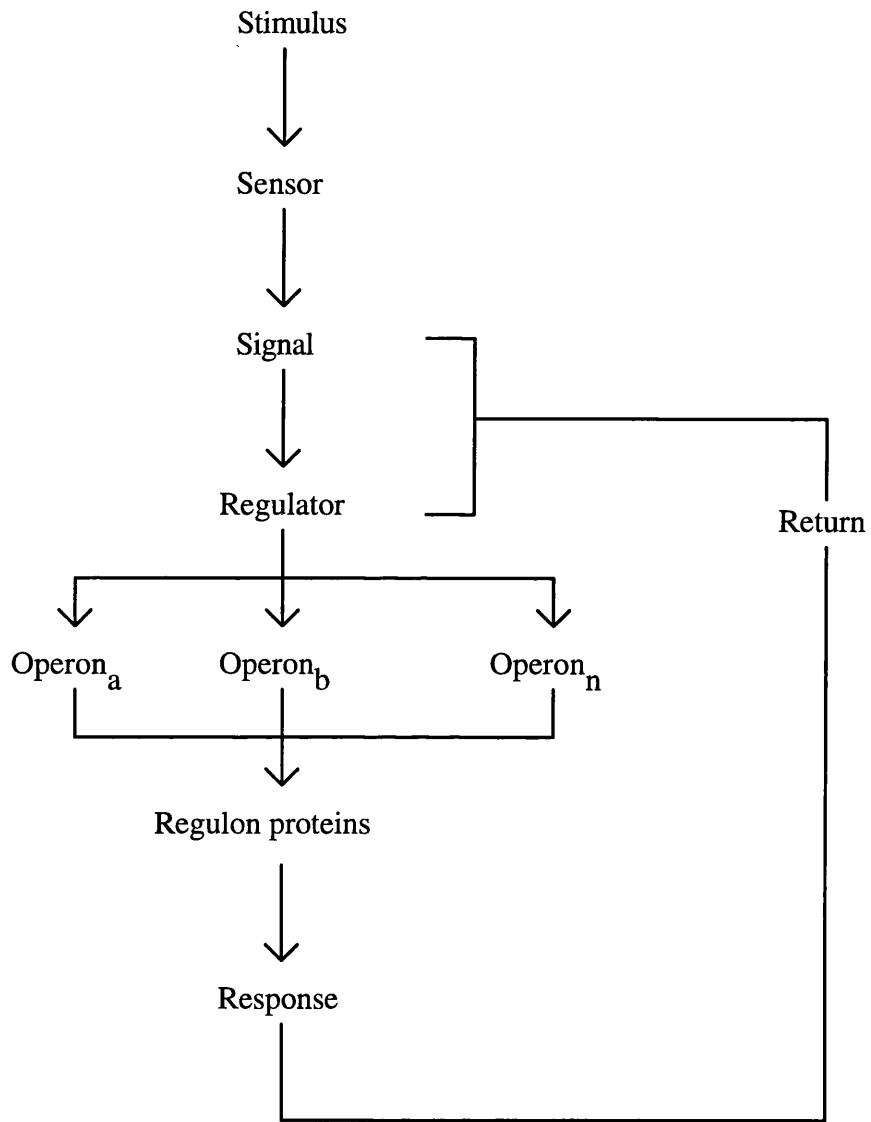 Stimulus
Sensor
Signal
Regulator
Return
Operon_a Operon_b Operon_n
Regulon proteins
Response